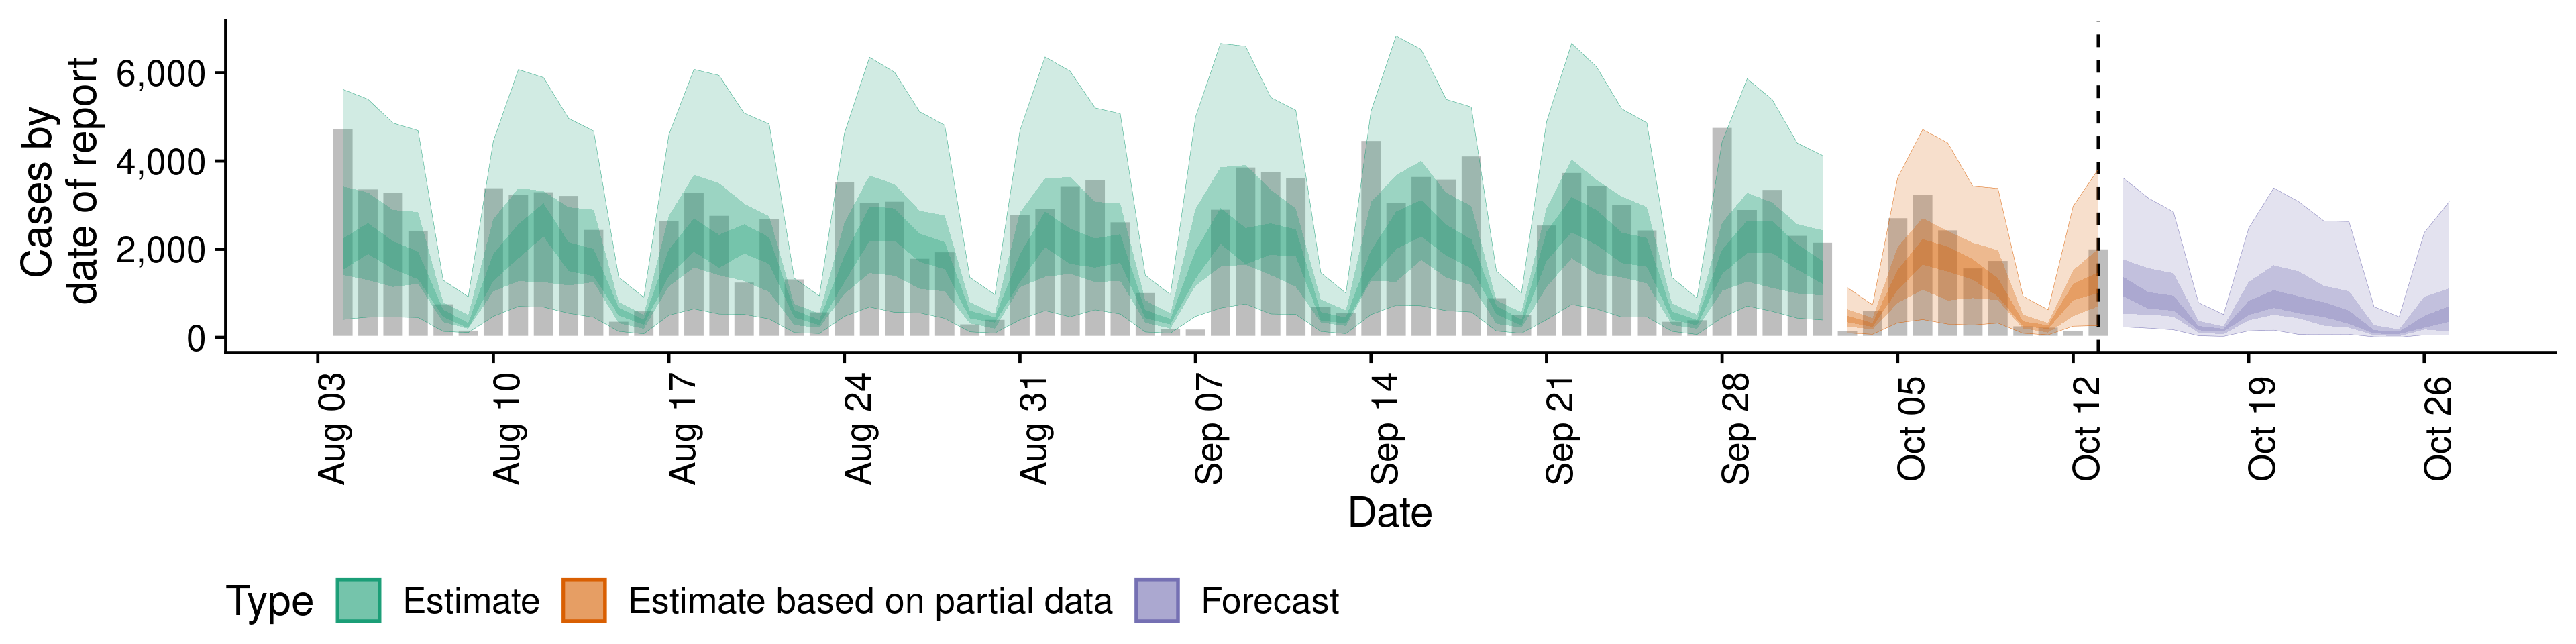 Cases by
date of report
6,000
4,000
2,000
0
Aug 03
Aug 10
Aug 17
Aug 24
Aug 31
Sep 07
Sep 14
Sep 21
Sep 28
Oct 05
Oct 12
Oct 19
Oct 26
Date
Type Estimate Estimate based on partial data Forecast